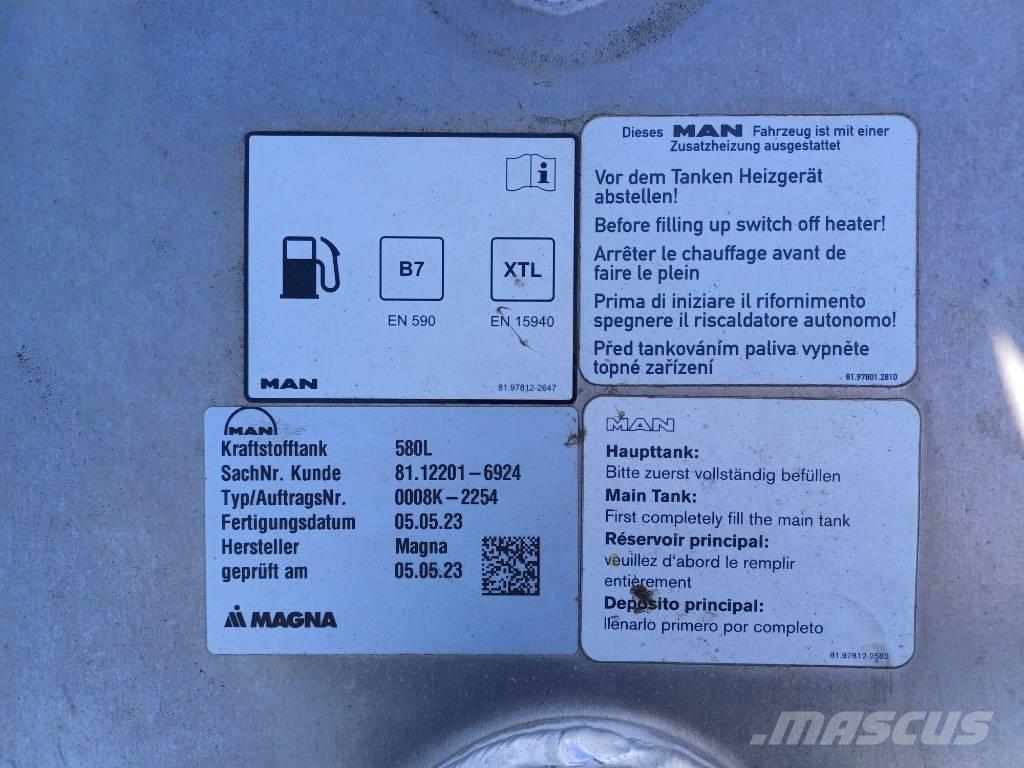 i
B7
XTL
EN 590
EN 15940
MAN
81.97812-2647
Dieses MAN Fahrzeug ist mit einer
Zusatzheizung ausgestattet
Vor dem Tanken Heizgerät
abstellen!
Before filling up switch off heater!
Arrêter le chauffage avant de
faire le plein
Prima di iniziare il rifornimento
spegnere il riscaldatore autonomo!
Před tankováním paliva vypněte
topné zařízení
81.97801.2810
MAN
Kraftstofftank 580L
SachNr. Kunde 81.12201-6924
Typ/AuftragsNr. 0008K-2254
Fertigungsdatum 05.05.23
Hersteller Magna
geprüft am 05.05.23
MAGNA
MAN
Haupttank:
Bitte zuerst vollständig befüllen
Main Tank:
First completely fill the main tank
Réservoir principal:
veuillez d'abord le remplir
entièrement
Deposito principal:
llenarlo primero por completo
81.97812-2582
.MASCUS